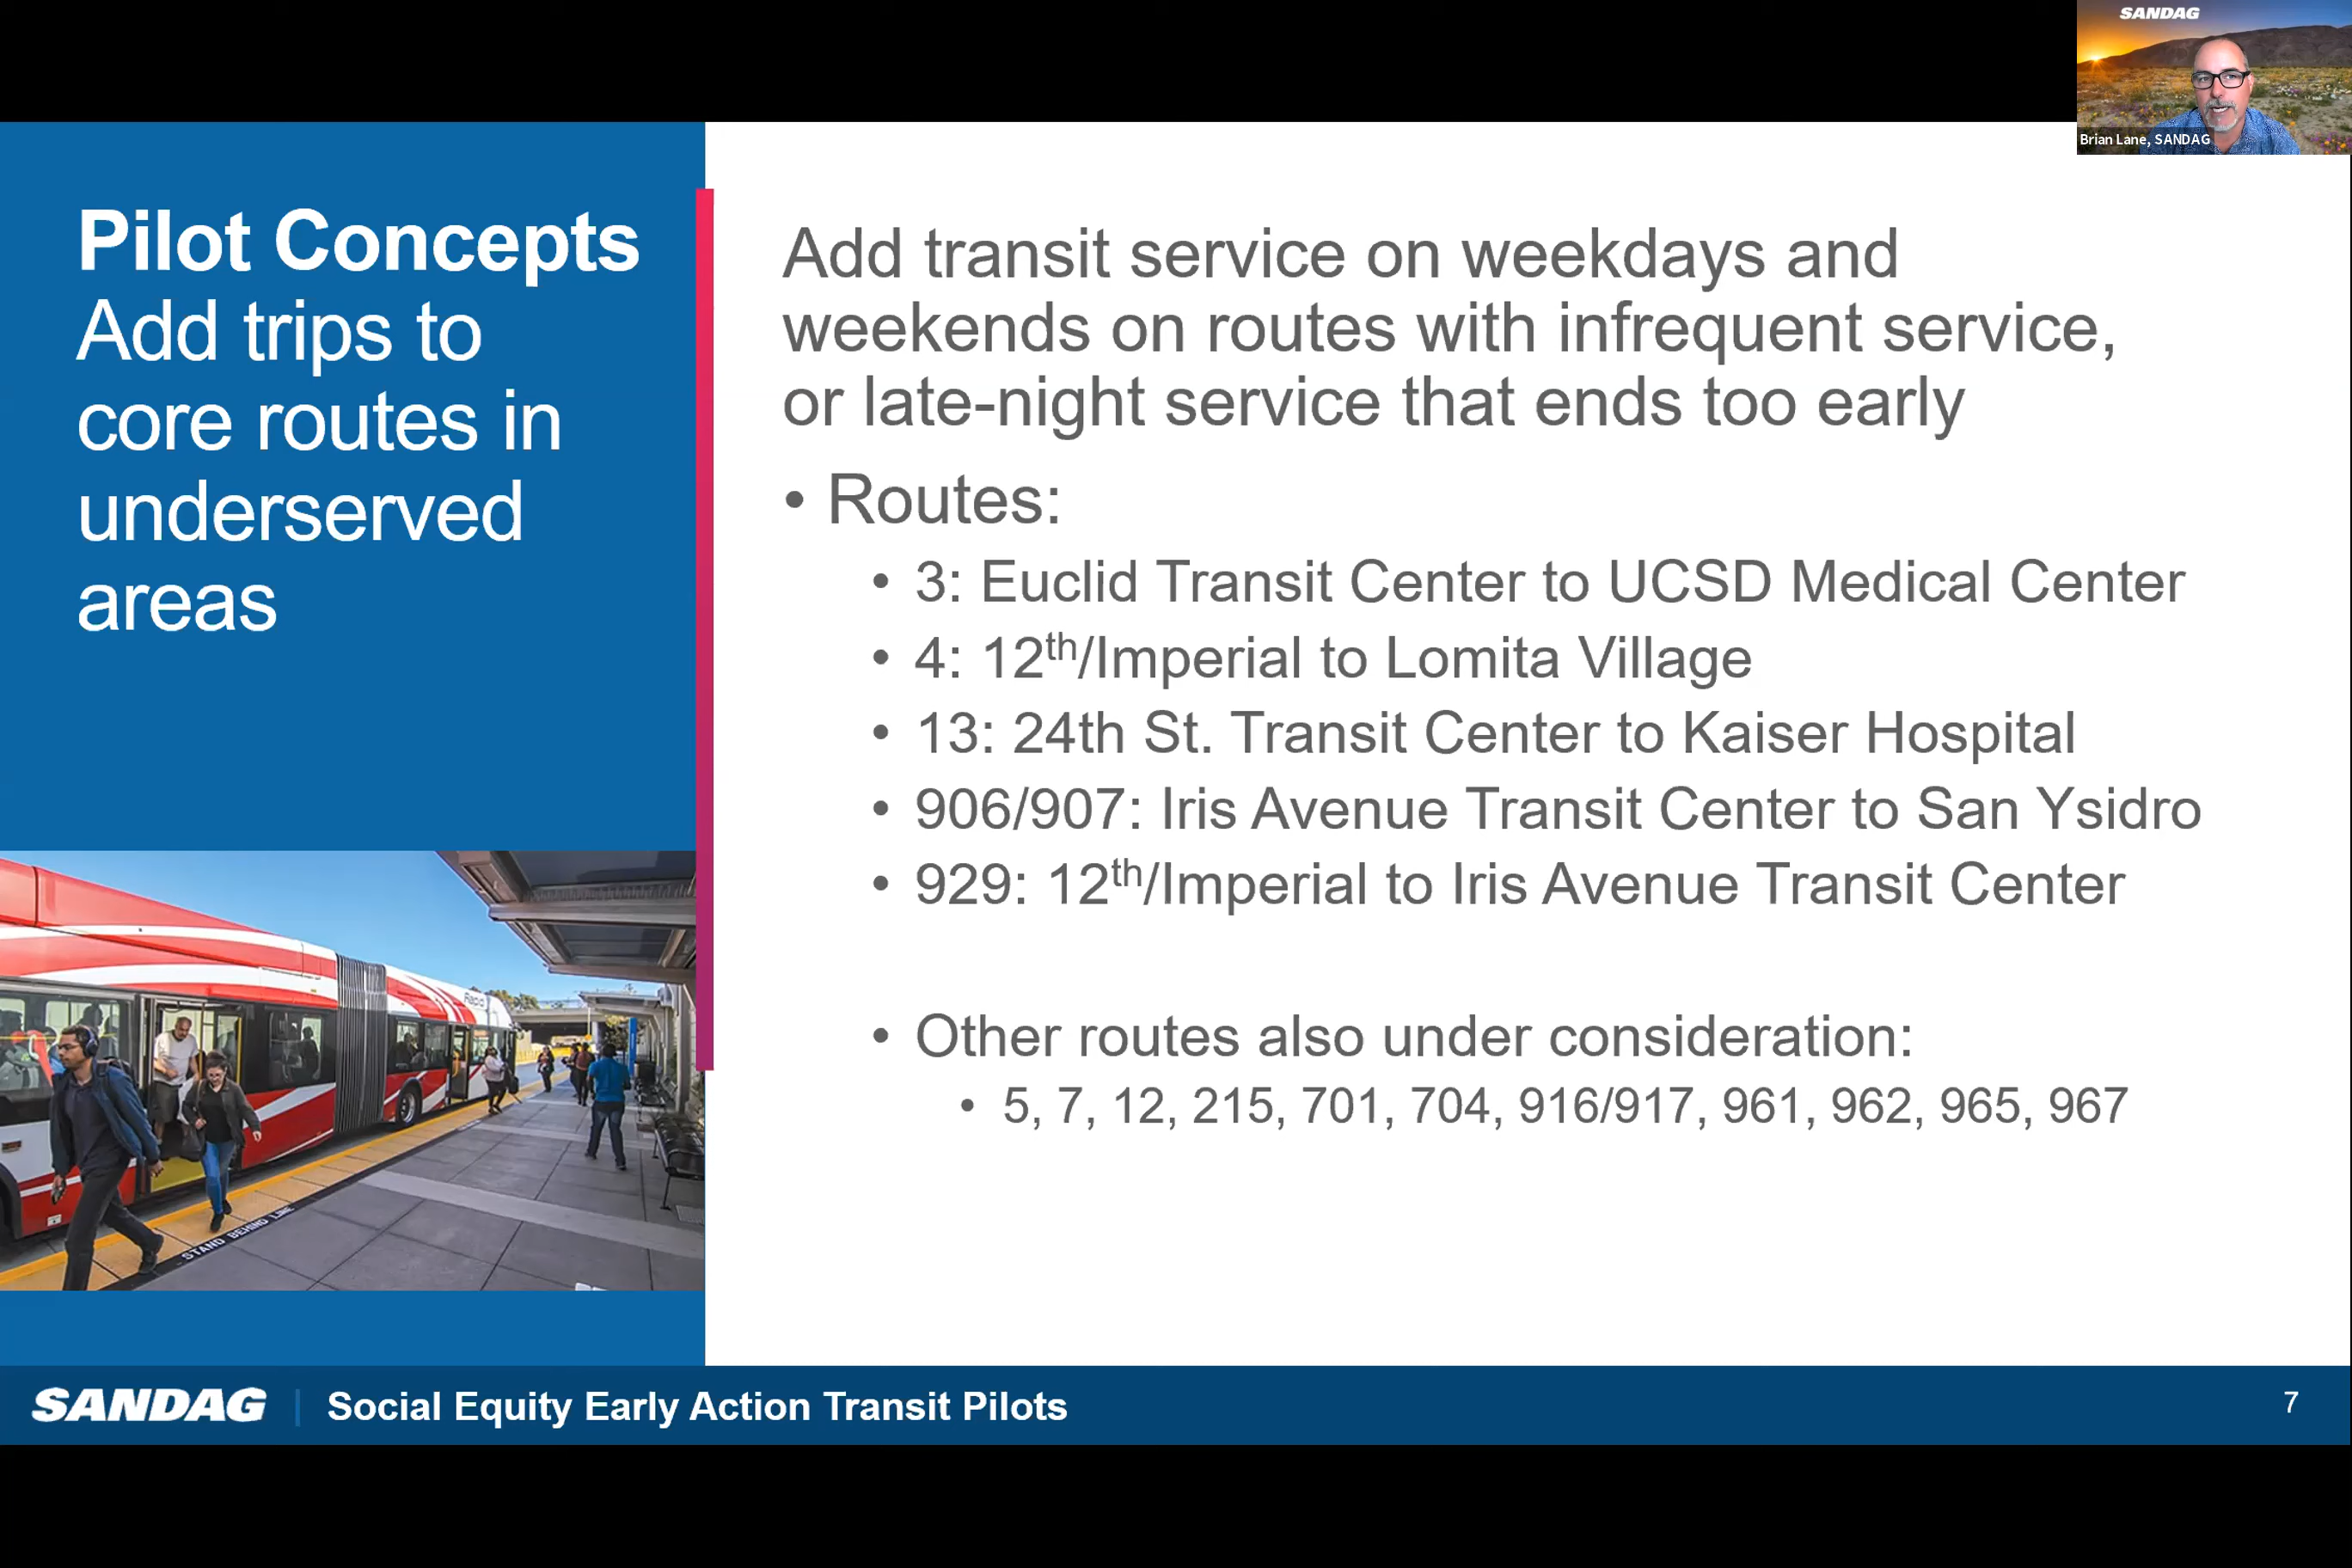 SANDAG
Brian Lane, SANDAG
Pilot Concepts
Add trips to
core routes in
underserved
areas
Add transit service on weekdays and
weekends on routes with infrequent service,
or late-night service that ends too early
• Routes:
• 3: Euclid Transit Center to UCSD Medical Center
• 4: 12th/Imperial to Lomita Village
• 13: 24th St. Transit Center to Kaiser Hospital
• 906/907: Iris Avenue Transit Center to San Ysidro
• 929: 12th/Imperial to Iris Avenue Transit Center
• Other routes also under consideration:
• 5, 7, 12, 215, 701, 704, 916/917, 961, 962, 965, 967
Rapid
STAND BEHIND LINE
SANDAG | Social Equity Early Action Transit Pilots
7